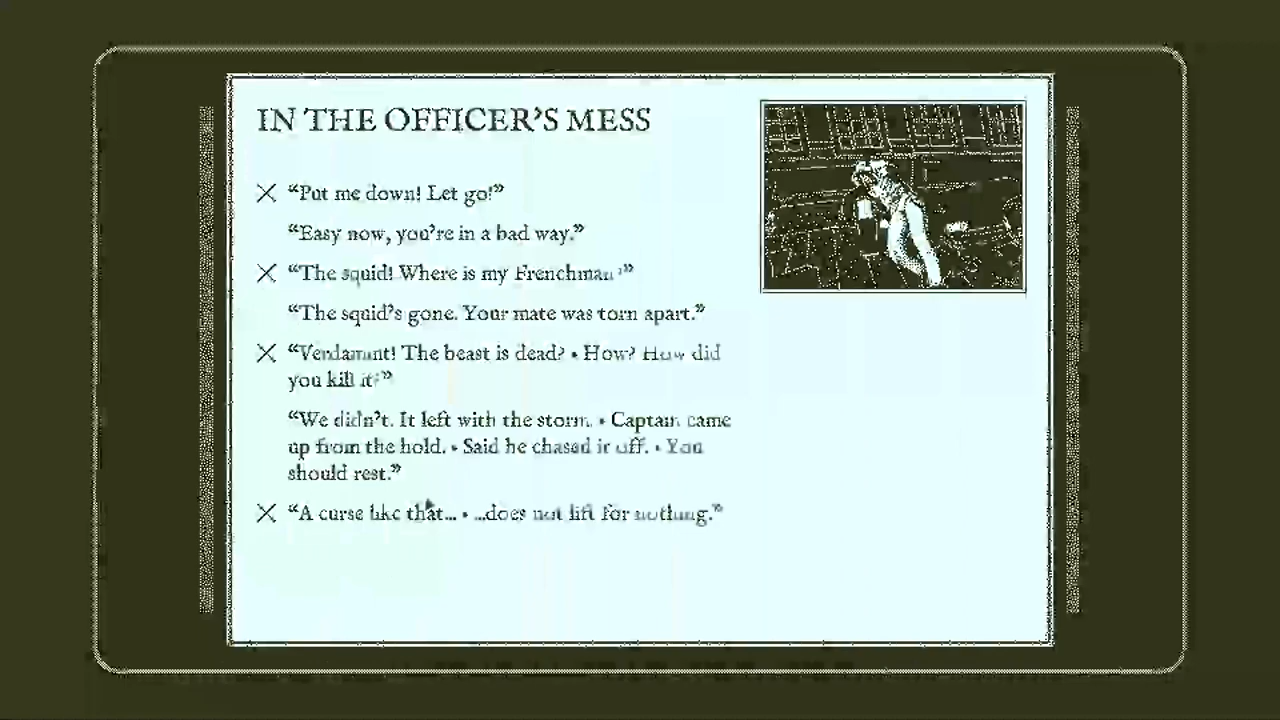 IN THE OFFICER'S MESS
“Put me down! Let go!”
“Easy now, you're in a bad way.”
“The squid! Where is my Frenchman?”
“The squid's gone. Your mate was torn apart.”
“Verdammt! The beast is dead? • How? How did
you kill it?”
“We didn't. It left with the storm. • Captain came
up from the hold. • Said he chased it off. • You
should rest.”
“A curse like that... • ...does not lift for nothing.”